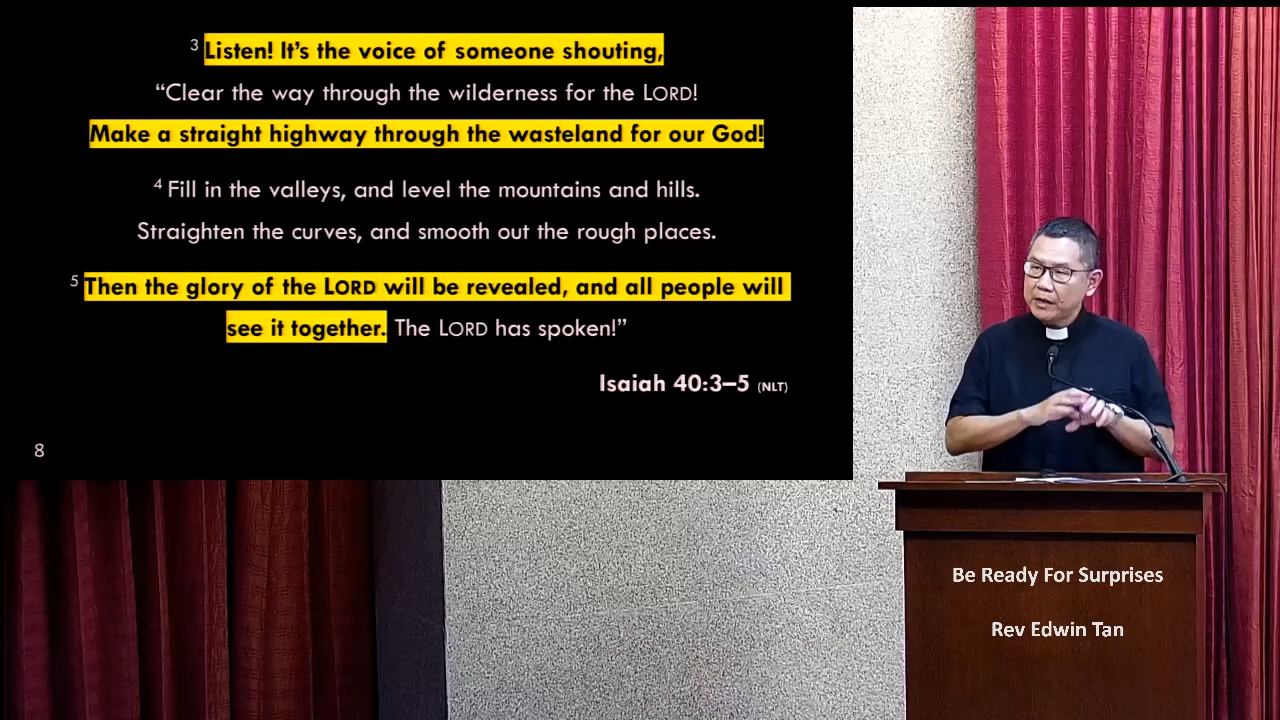 3 Listen! It’s the voice of someone shouting,
“Clear the way through the wilderness for the LORD!
Make a straight highway through the wasteland for our God!
4 Fill in the valleys, and level the mountains and hills.
Straighten the curves, and smooth out the rough places.
5 Then the glory of the LORD will be revealed, and all people will
see it together. The LORD has spoken!”
Isaiah 40:3–5 (NLT)
8
Be Ready For Surprises
Rev Edwin Tan